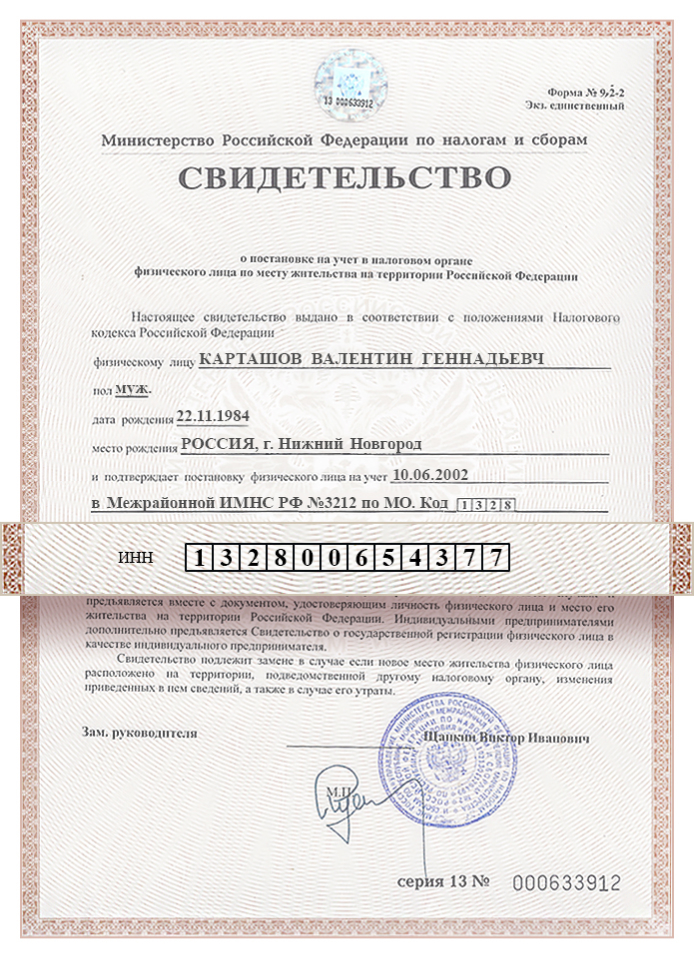 13 000633912
Форма № 9-2-2
Экз. единственный
Министерство Российской Федерации по налогам и сборам
СВИДЕТЕЛЬСТВО
о постановке на учет в налоговом органе
физического лица по месту жительства на территории Российской Федерации
Настоящее свидетельство выдано в соответствии с положениями Налогового
кодекса Российской Федерации
физическому лицу КАРТАШОВ ВАЛЕНТИН ГЕННАДЬЕВЧ
пол муж.
дата рождения 22.11.1984
место рождения РОССИЯ, г. Нижний Новгород
и подтверждает постановку физического лица на учет 10.06.2002
в Межрайонной ИМНС РФ №3212 по МО. Код 1328
ИНН 132800654377
предъявляется вместе с документом, удостоверяющим личность физического лица и место его
жительства на территории Российской Федерации. Индивидуальными предпринимателями
дополнительно предъявляется Свидетельство о государственной регистрации физического лица в
качестве индивидуального предпринимателя.
Свидетельство подлежит замене в случае если новое место жительства физического лица
расположено на территории, подведомственной другому налоговому органу, изменения
приведенных в нем сведений, а также в случае его утраты.
Зам. руководителя
Щапкин Виктор Иванович
М.П.
серия 13 № 000633912